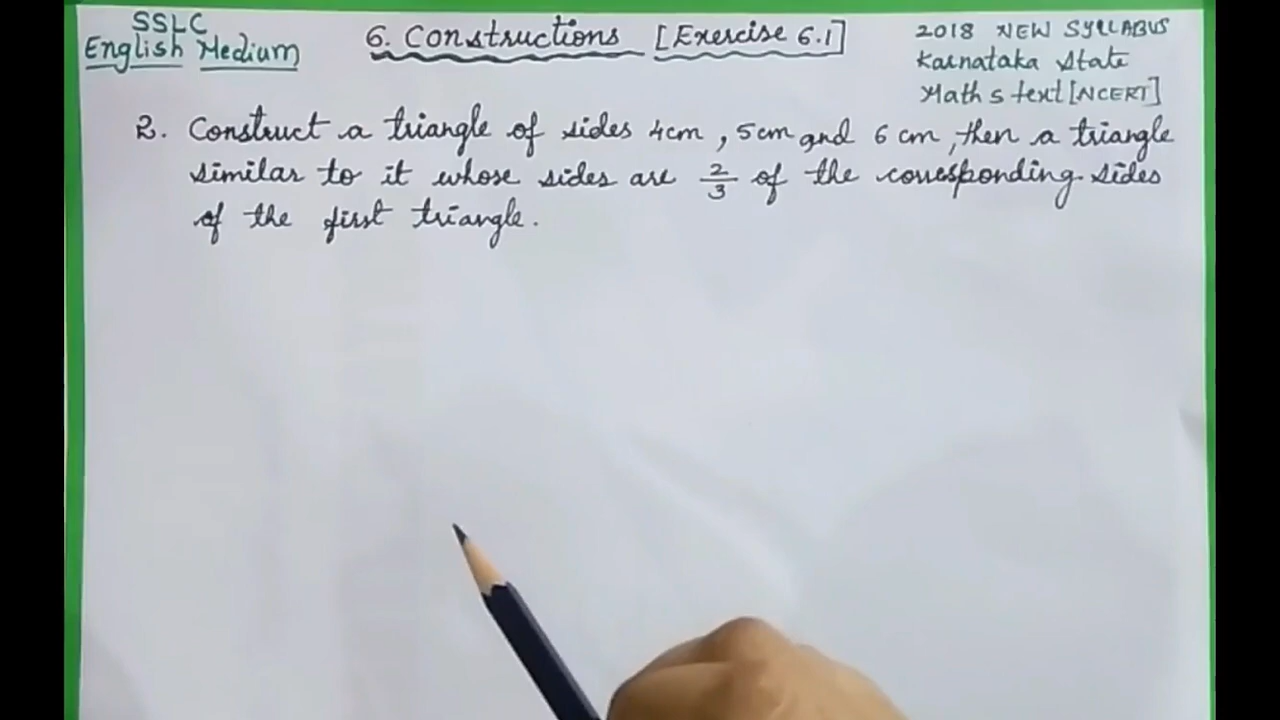 SSLC
English Medium
6. Constructions [Exercise 6.1]
2018 NEW SYLLABUS
Karnataka State
Maths text [NCERT]
2. Construct a triangle of sides 4cm, 5cm and 6 cm, then a triangle
similar to it whose sides are 2/3 of the corresponding sides
of the first triangle.